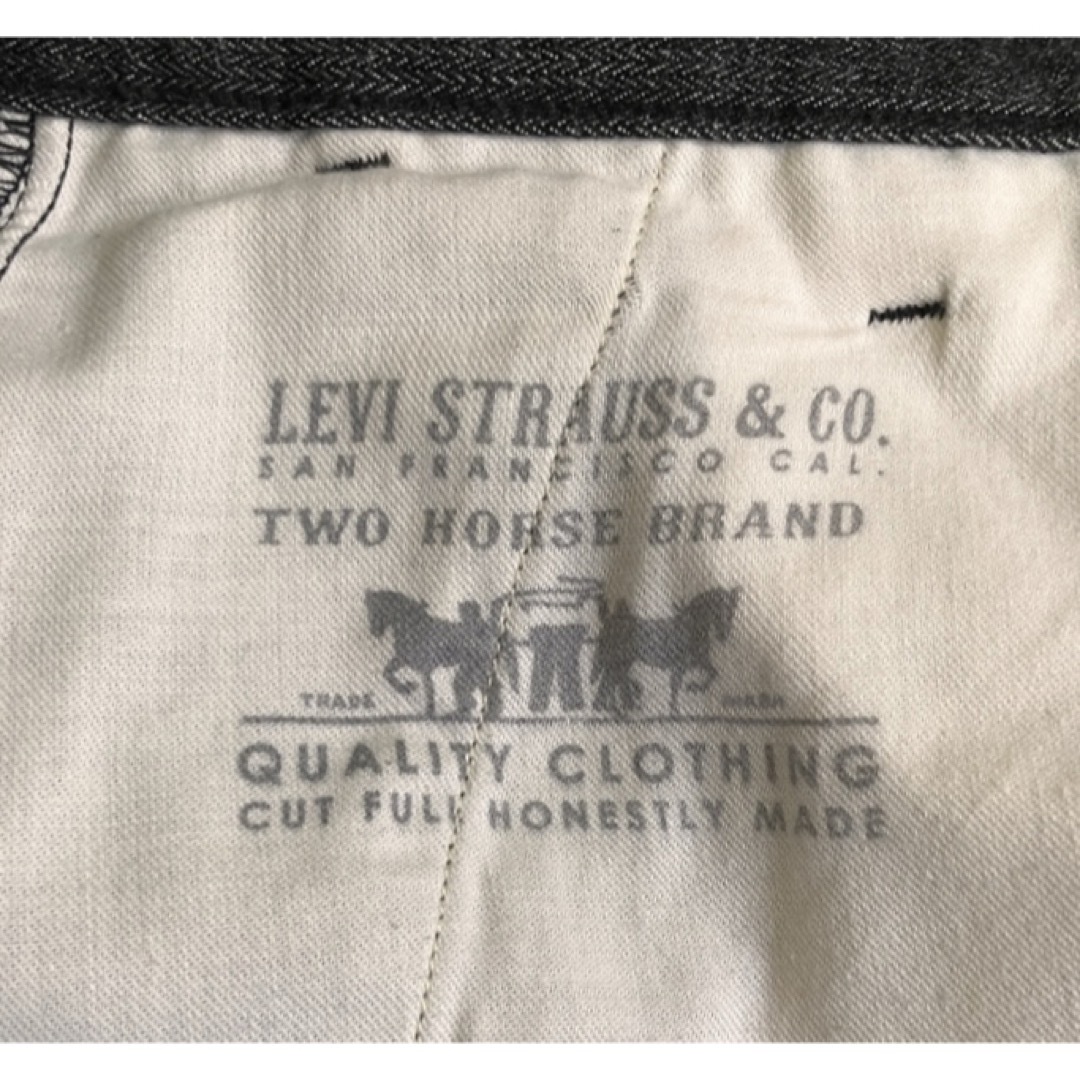 LEVI STRAUSS & CO.
SAN FRANCISCO CAL.
TWO HORSE BRAND
TRADE MARK
QUALITY CLOTHING
CUT FULL HONESTLY MADE